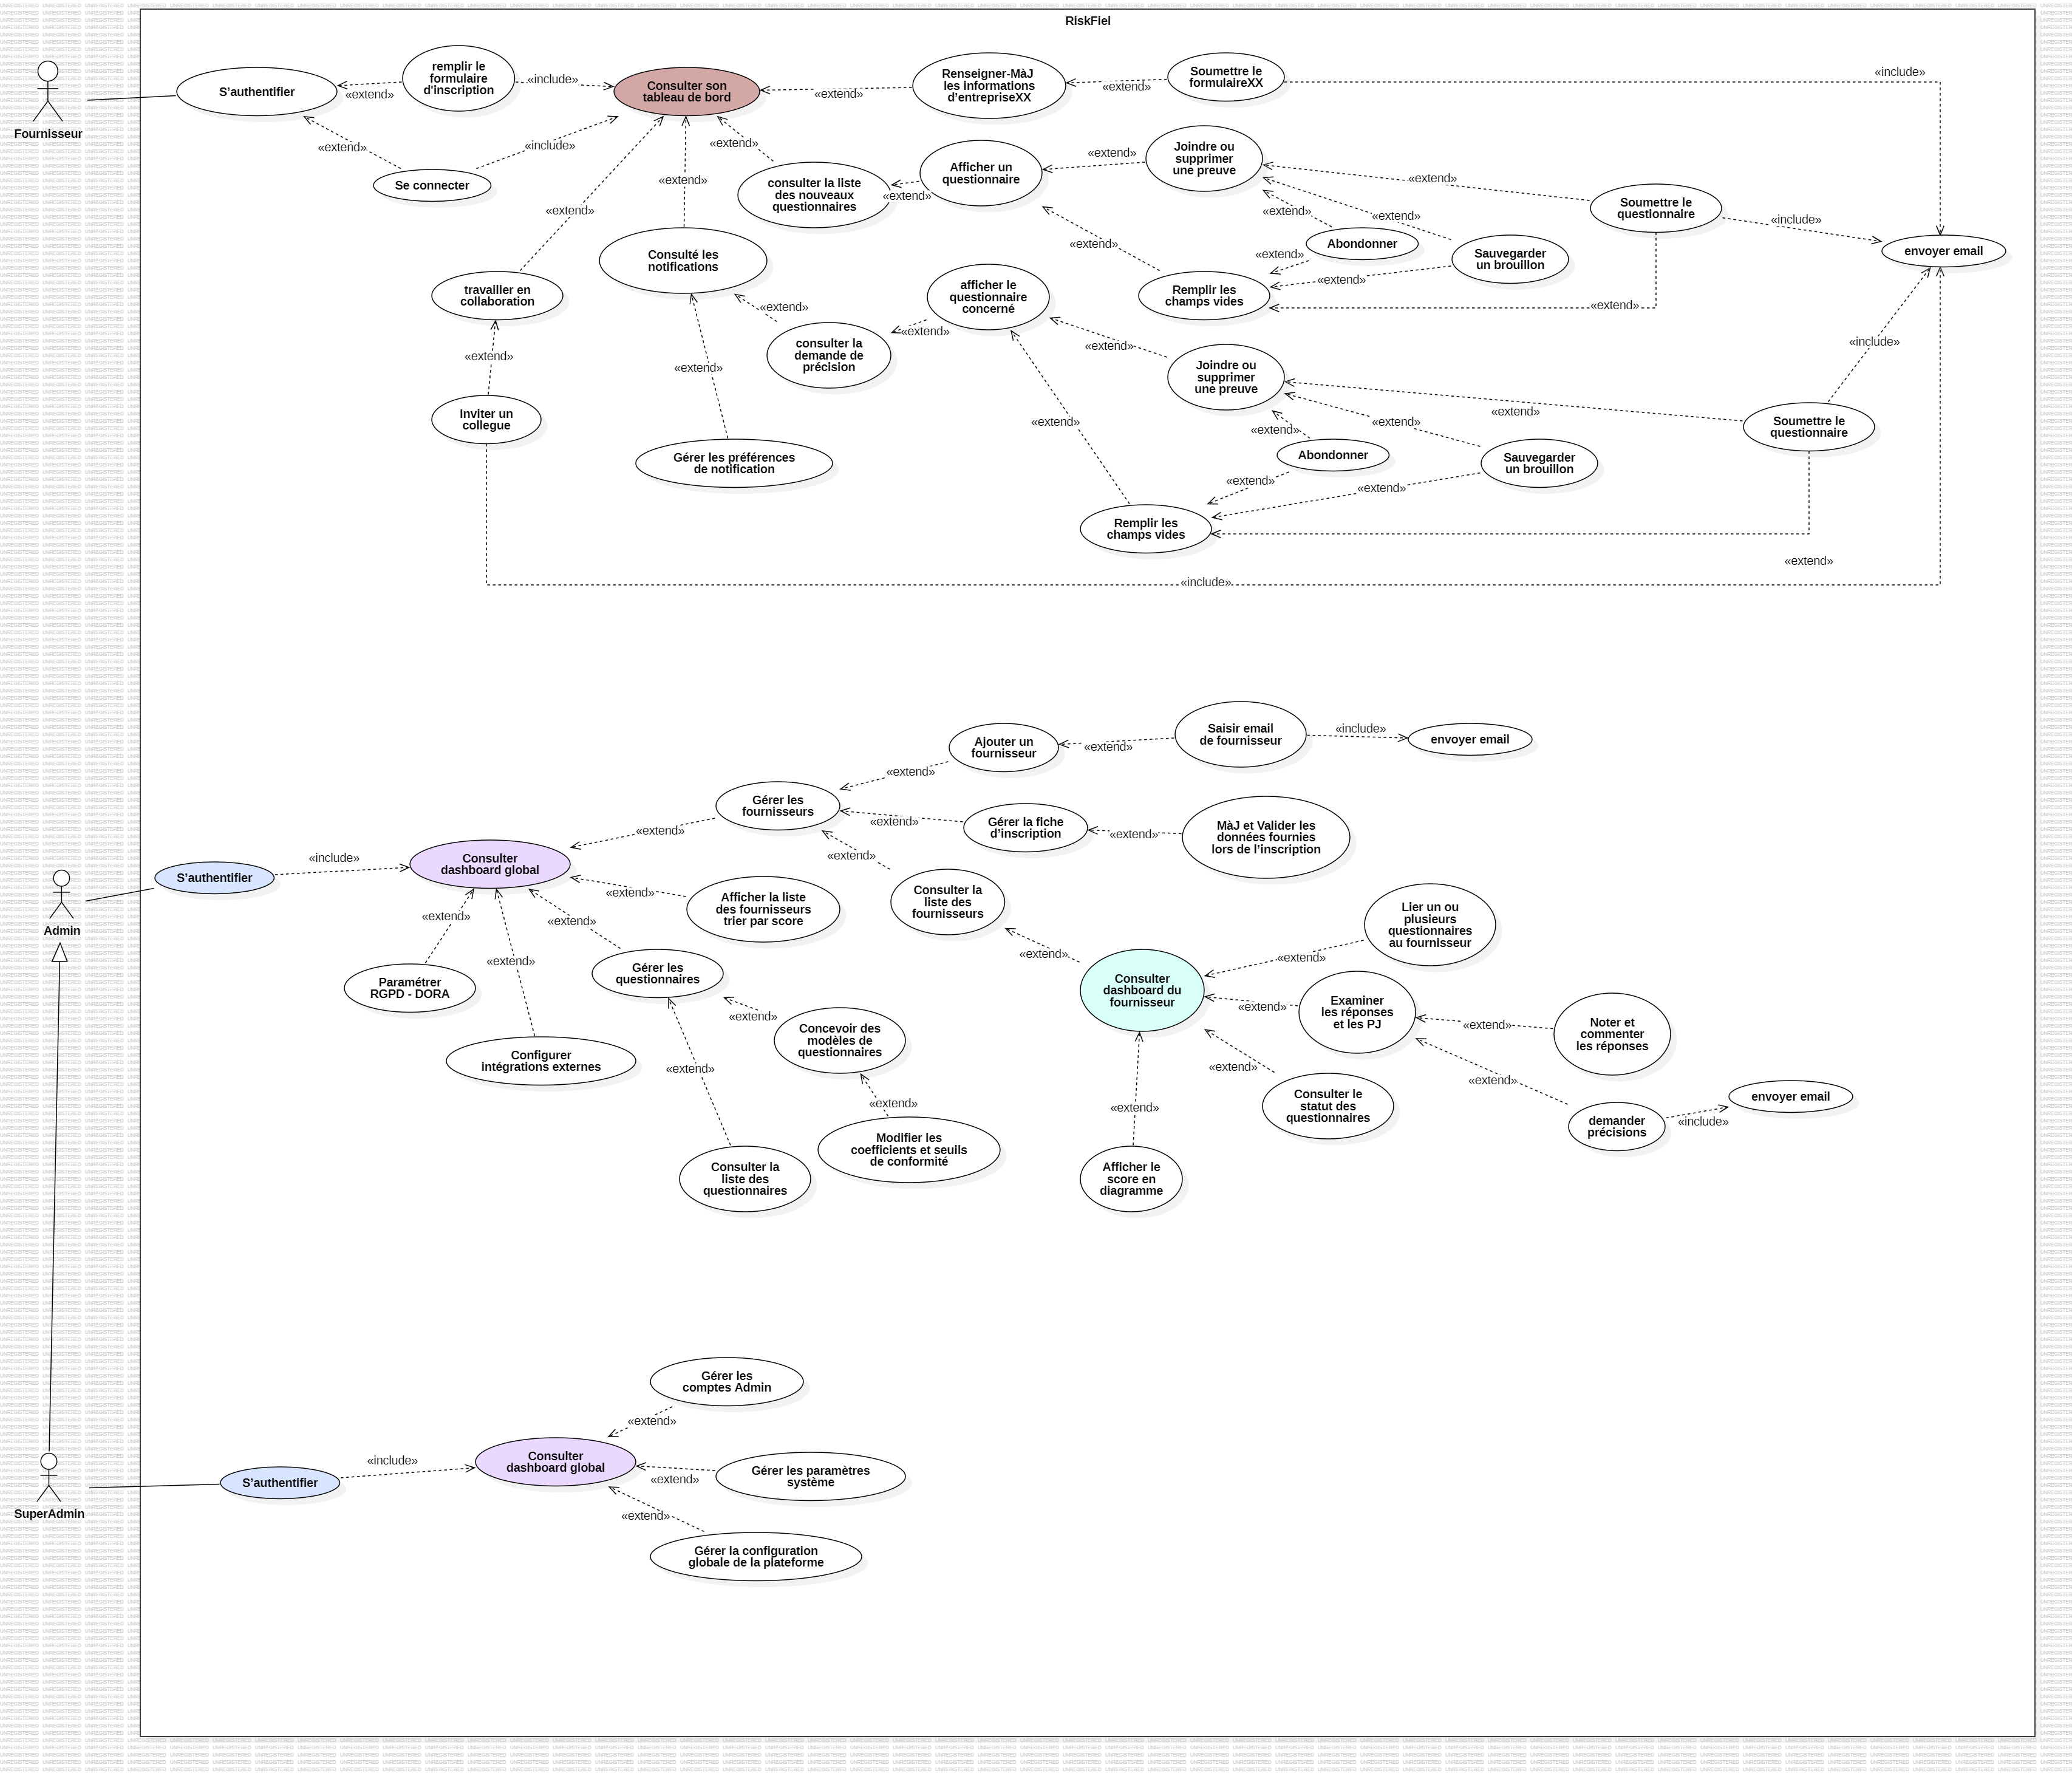 RiskFiel
Fournisseur
S'authentifier
«extend»
remplir le
formulaire
d'inscription
«include»
Consulter son
tableau de bord
«extend»
Renseigner-MàJ
les informations
d'entrepriseXX
«extend»
Soumettre le
formulaireXX
«include»
«extend»
Se connecter
«include»
«extend»
«extend»
«extend»
consulter la liste
des nouveaux
questionnaires
«extend»
Afficher un
questionnaire
«extend»
Joindre ou
supprimer
une preuve
«extend»
Soumettre le
questionnaire
«include»
envoyer email
«extend»
«extend»
Abondonner
«extend»
Sauvegarder
un brouillon
«extend»
«extend»
Remplir les
champs vides
«extend»
Consulté les
notifications
travailler en
collaboration
«extend»
consulter la
demande de
précision
«extend»
afficher le
questionnaire
concerné
«extend»
Joindre ou
supprimer
une preuve
«include»
«extend»
Inviter un
collegue
«extend»
Gérer les préférences
de notification
«extend»
«extend»
Soumettre le
questionnaire
«extend»
«extend»
Abondonner
Sauvegarder
un brouillon
«extend»
«extend»
Remplir les
champs vides
«extend»
«include»
Admin
S'authentifier
«include»
Consulter
dashboard global
«extend»
Gérer les
fournisseurs
«extend»
Ajouter un
fournisseur
«extend»
Saisir email
de fournisseur
«include»
envoyer email
«extend»
Gérer la fiche
d'inscription
«extend»
MàJ et Valider les
données fournies
lors de l'inscription
«extend»
Consulter la
liste des
fournisseurs
«extend»
Afficher la liste
des fournisseurs
trier par score
«extend»
«extend»
«extend»
Paramétrer
RGPD - DORA
Configurer
intégrations externes
Gérer les
questionnaires
«extend»
«extend»
Concevoir des
modèles de
questionnaires
«extend»
Modifier les
coefficients et seuils
de conformité
Consulter la
liste des
questionnaires
«extend»
Consulter
dashboard du
fournisseur
«extend»
Lier un ou
plusieurs
questionnaires
au fournisseur
«extend»
Examiner
les réponses
et les PJ
«extend»
Noter et
commenter
les réponses
«extend»
demander
précisions
«include»
envoyer email
«extend»
Consulter le
statut des
questionnaires
«extend»
Afficher le
score en
diagramme
SuperAdmin
S'authentifier
«include»
Consulter
dashboard global
«extend»
Gérer les
comptes Admin
«extend»
Gérer les paramètres
système
«extend»
Gérer la configuration
globale de la plateforme
UNREGISTERED